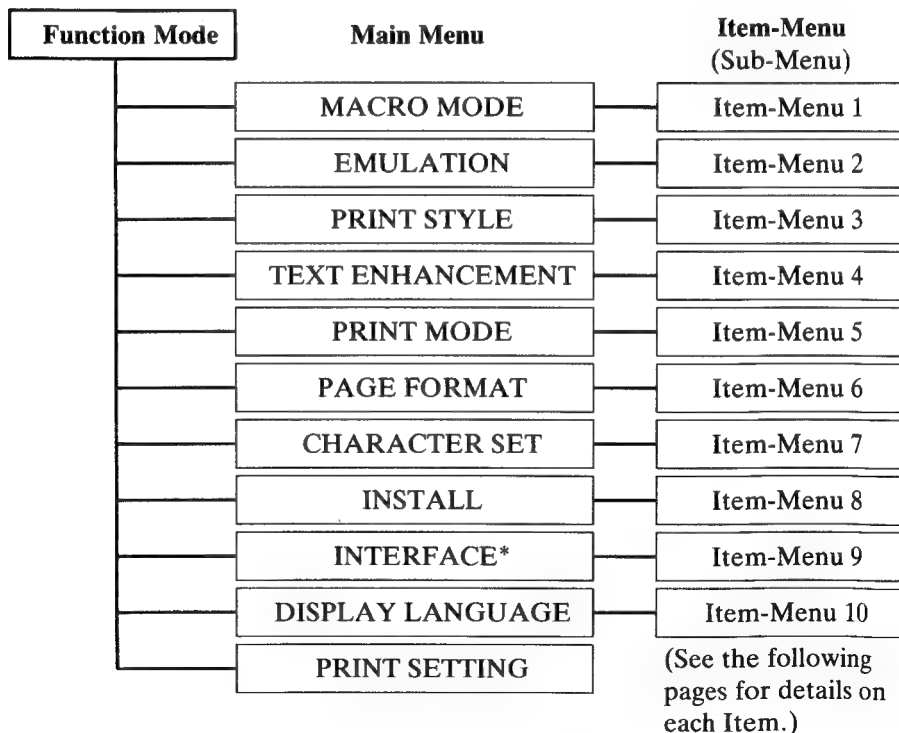 Function Mode Main Menu Item-Menu
(Sub-Menu)
MACRO MODE Item-Menu 1
EMULATION Item-Menu 2
PRINT STYLE Item-Menu 3
TEXT ENHANCEMENT Item-Menu 4
PRINT MODE Item-Menu 5
PAGE FORMAT Item-Menu 6
CHARACTER SET Item-Menu 7
INSTALL Item-Menu 8
INTERFACE* Item-Menu 9
DISPLAY LANGUAGE Item-Menu 10
PRINT SETTING (See the following
pages for details on
each Item.)